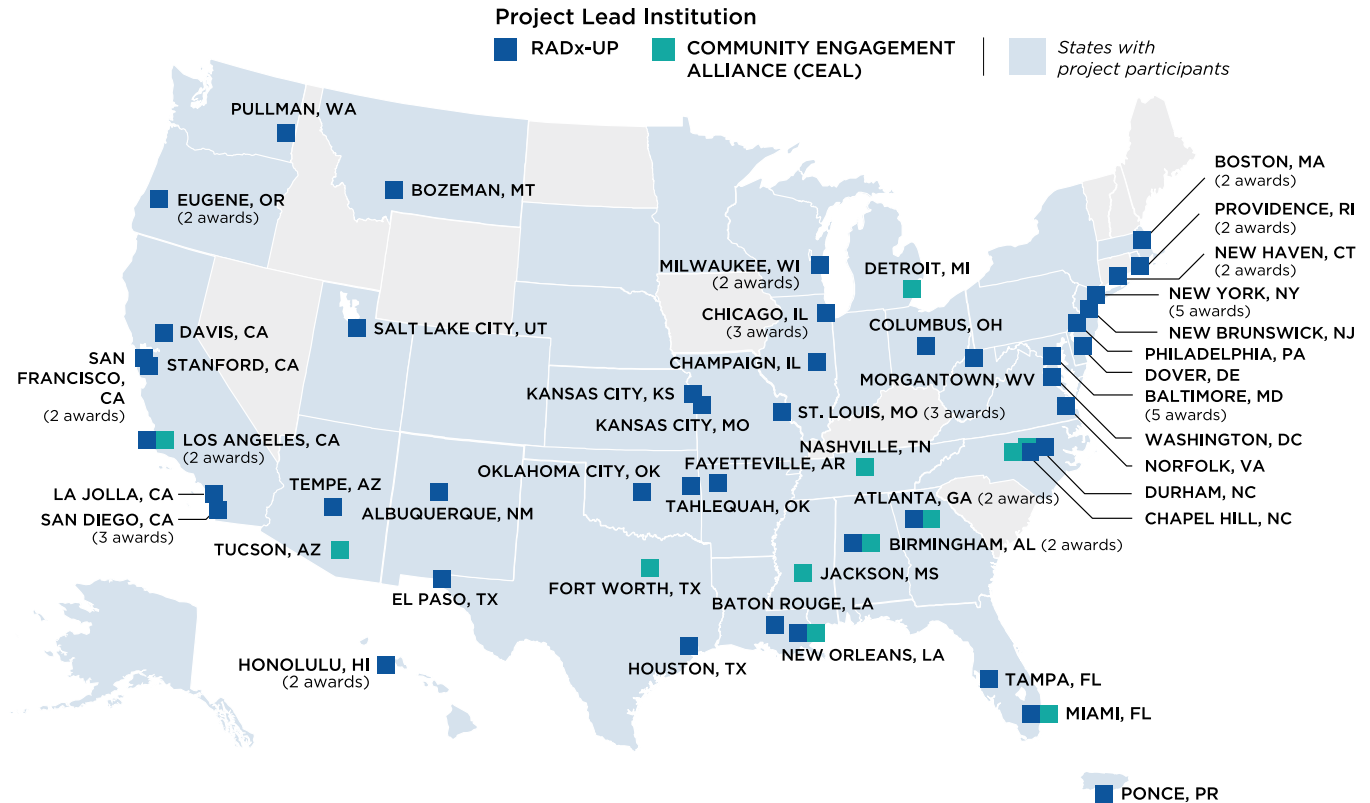 Project Lead Institution
RADx-UP
COMMUNITY ENGAGEMENT
ALLIANCE (CEAL)
States with
project participants
PULLMAN, WA
BOZEMAN, MT
EUGENE, OR
(2 awards)
BOSTON, MA
(2 awards)
PROVIDENCE, RI
(2 awards)
NEW HAVEN, CT
(2 awards)
MILWAUKEE, WI
(2 awards)
DETROIT, MI
NEW YORK, NY
(5 awards)
CHICAGO, IL
(3 awards)
COLUMBUS, OH
NEW BRUNSWICK, NJ
DAVIS, CA
SALT LAKE CITY, UT
PHILADELPHIA, PA
SAN
FRANCISCO,
CA
(2 awards)
STANFORD, CA
CHAMPAIGN, IL
MORGANTOWN, WV
DOVER, DE
BALTIMORE, MD
(5 awards)
KANSAS CITY, KS
KANSAS CITY, MO
ST. LOUIS, MO (3 awards)
WASHINGTON, DC
LOS ANGELES, CA
(2 awards)
NASHVILLE, TN
NORFOLK, VA
OKLAHOMA CITY, OK
FAYETTEVILLE, AR
TAHLEQUAH, OK
LA JOLLA, CA
SAN DIEGO, CA
(3 awards)
TEMPE, AZ
ALBUQUERQUE, NM
ATLANTA, GA (2 awards)
DURHAM, NC
CHAPEL HILL, NC
TUCSON, AZ
BIRMINGHAM, AL (2 awards)
JACKSON, MS
FORT WORTH, TX
EL PASO, TX
BATON ROUGE, LA
NEW ORLEANS, LA
HOUSTON, TX
HONOLULU, HI
(2 awards)
TAMPA, FL
MIAMI, FL
PONCE, PR